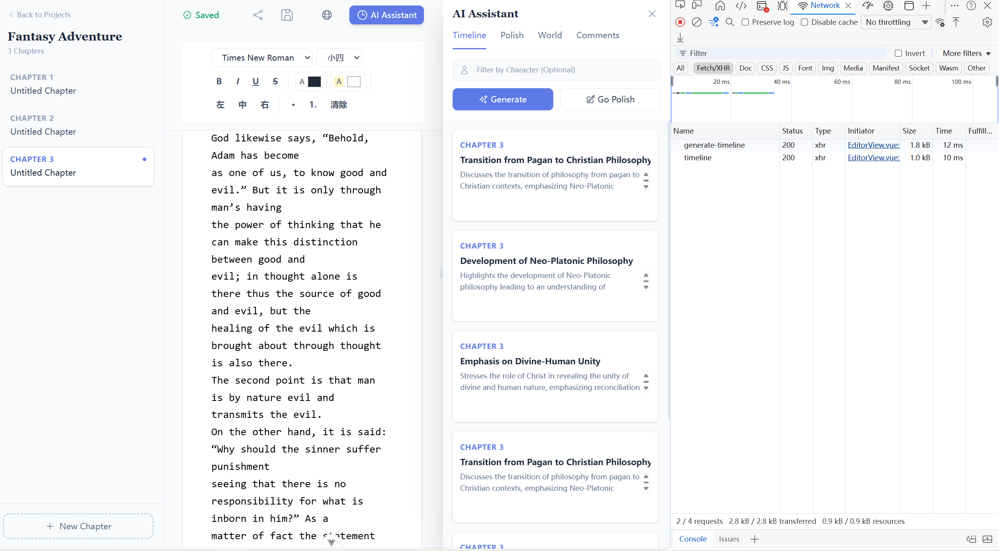 Back to Projects
Fantasy Adventure
3 Chapters
CHAPTER 1
Untitled Chapter
CHAPTER 2
Untitled Chapter
CHAPTER 3
Untitled Chapter
New Chapter
Saved
AI Assistant
Times New Roman
小四
B I U S A A
左 中 右 • 1. 清除
God likewise says, “Behold,
Adam has become
as one of us, to know good and
evil.” But it is only through
man’s having
the power of thinking that he
can make this distinction
between good and
evil; in thought alone is
there thus the source of good
and evil, but the
healing of the evil which is
brought about through thought
is also there.
The second point is that man
is by nature evil and
transmits the evil.
On the other hand, it is said:
“Why should the sinner suffer
punishment
seeing that there is no
responsibility for what is
inborn in him?” As a
matter of fact the statement
AI Assistant
Timeline Polish World Comments
Filter by Character (Optional)
Generate
Go Polish
CHAPTER 3
Transition from Pagan to Christian Philosophy
Discusses the transition of philosophy from pagan to
Christian contexts, emphasizing Neo-Platonic
CHAPTER 3
Development of Neo-Platonic Philosophy
Highlights the development of Neo-Platonic
philosophy leading to an understanding of
CHAPTER 3
Emphasis on Divine-Human Unity
Stresses the role of Christ in revealing the unity of
divine and human nature, emphasizing reconciliation
CHAPTER 3
Transition from Pagan to Christian Philosophy
Discusses the transition of philosophy from pagan to
Christian contexts, emphasizing Neo-Platonic
CHAPTER 3
Network
Preserve log Disable cache No throttling
Filter Invert More filters
All Fetch/XHR Doc CSS JS Font Img Media Manifest Socket Wasm Other
20 ms 40 ms 60 ms 80 ms 100 ms
Name Status Type Initiator Size Time Fulfill...
generate-timeline 200 xhr EditorView.vue: 1.8 kB 12 ms
timeline 200 xhr EditorView.vue: 1.0 kB 10 ms
2 / 4 requests 2.8 kB / 2.8 kB transferred 0.9 kB / 0.9 kB resources
Console Issues